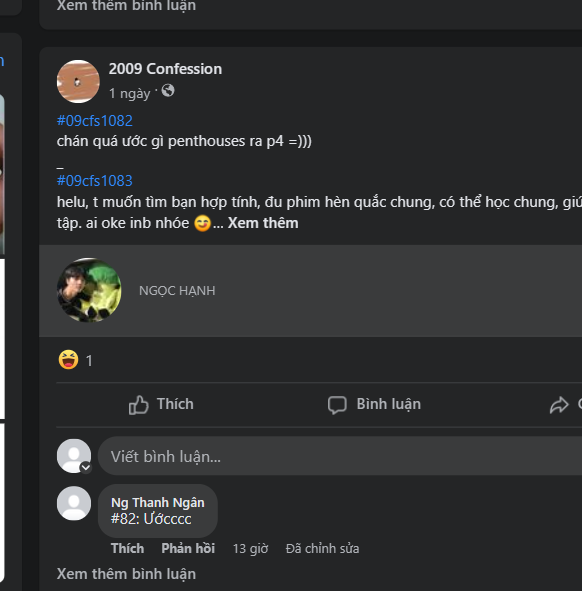 Xem thêm bình luận
2009 Confession
1 ngày ·
#09cfs1082
chán quá ước gì penthouses ra p4 =)))
_
#09cfs1083
helu, t muốn tìm bạn hợp tính, đu phim hèn quắc chung, có thể học chung, giú
tập. ai oke inb nhóe 😏... Xem thêm
NGỌC HẠNH
1
Thích Bình luận
Viết bình luận...
Ng Thanh Ngân
#82: Ướcccc
Thích Phản hồi 13 giờ Đã chỉnh sửa
Xem thêm bình luận